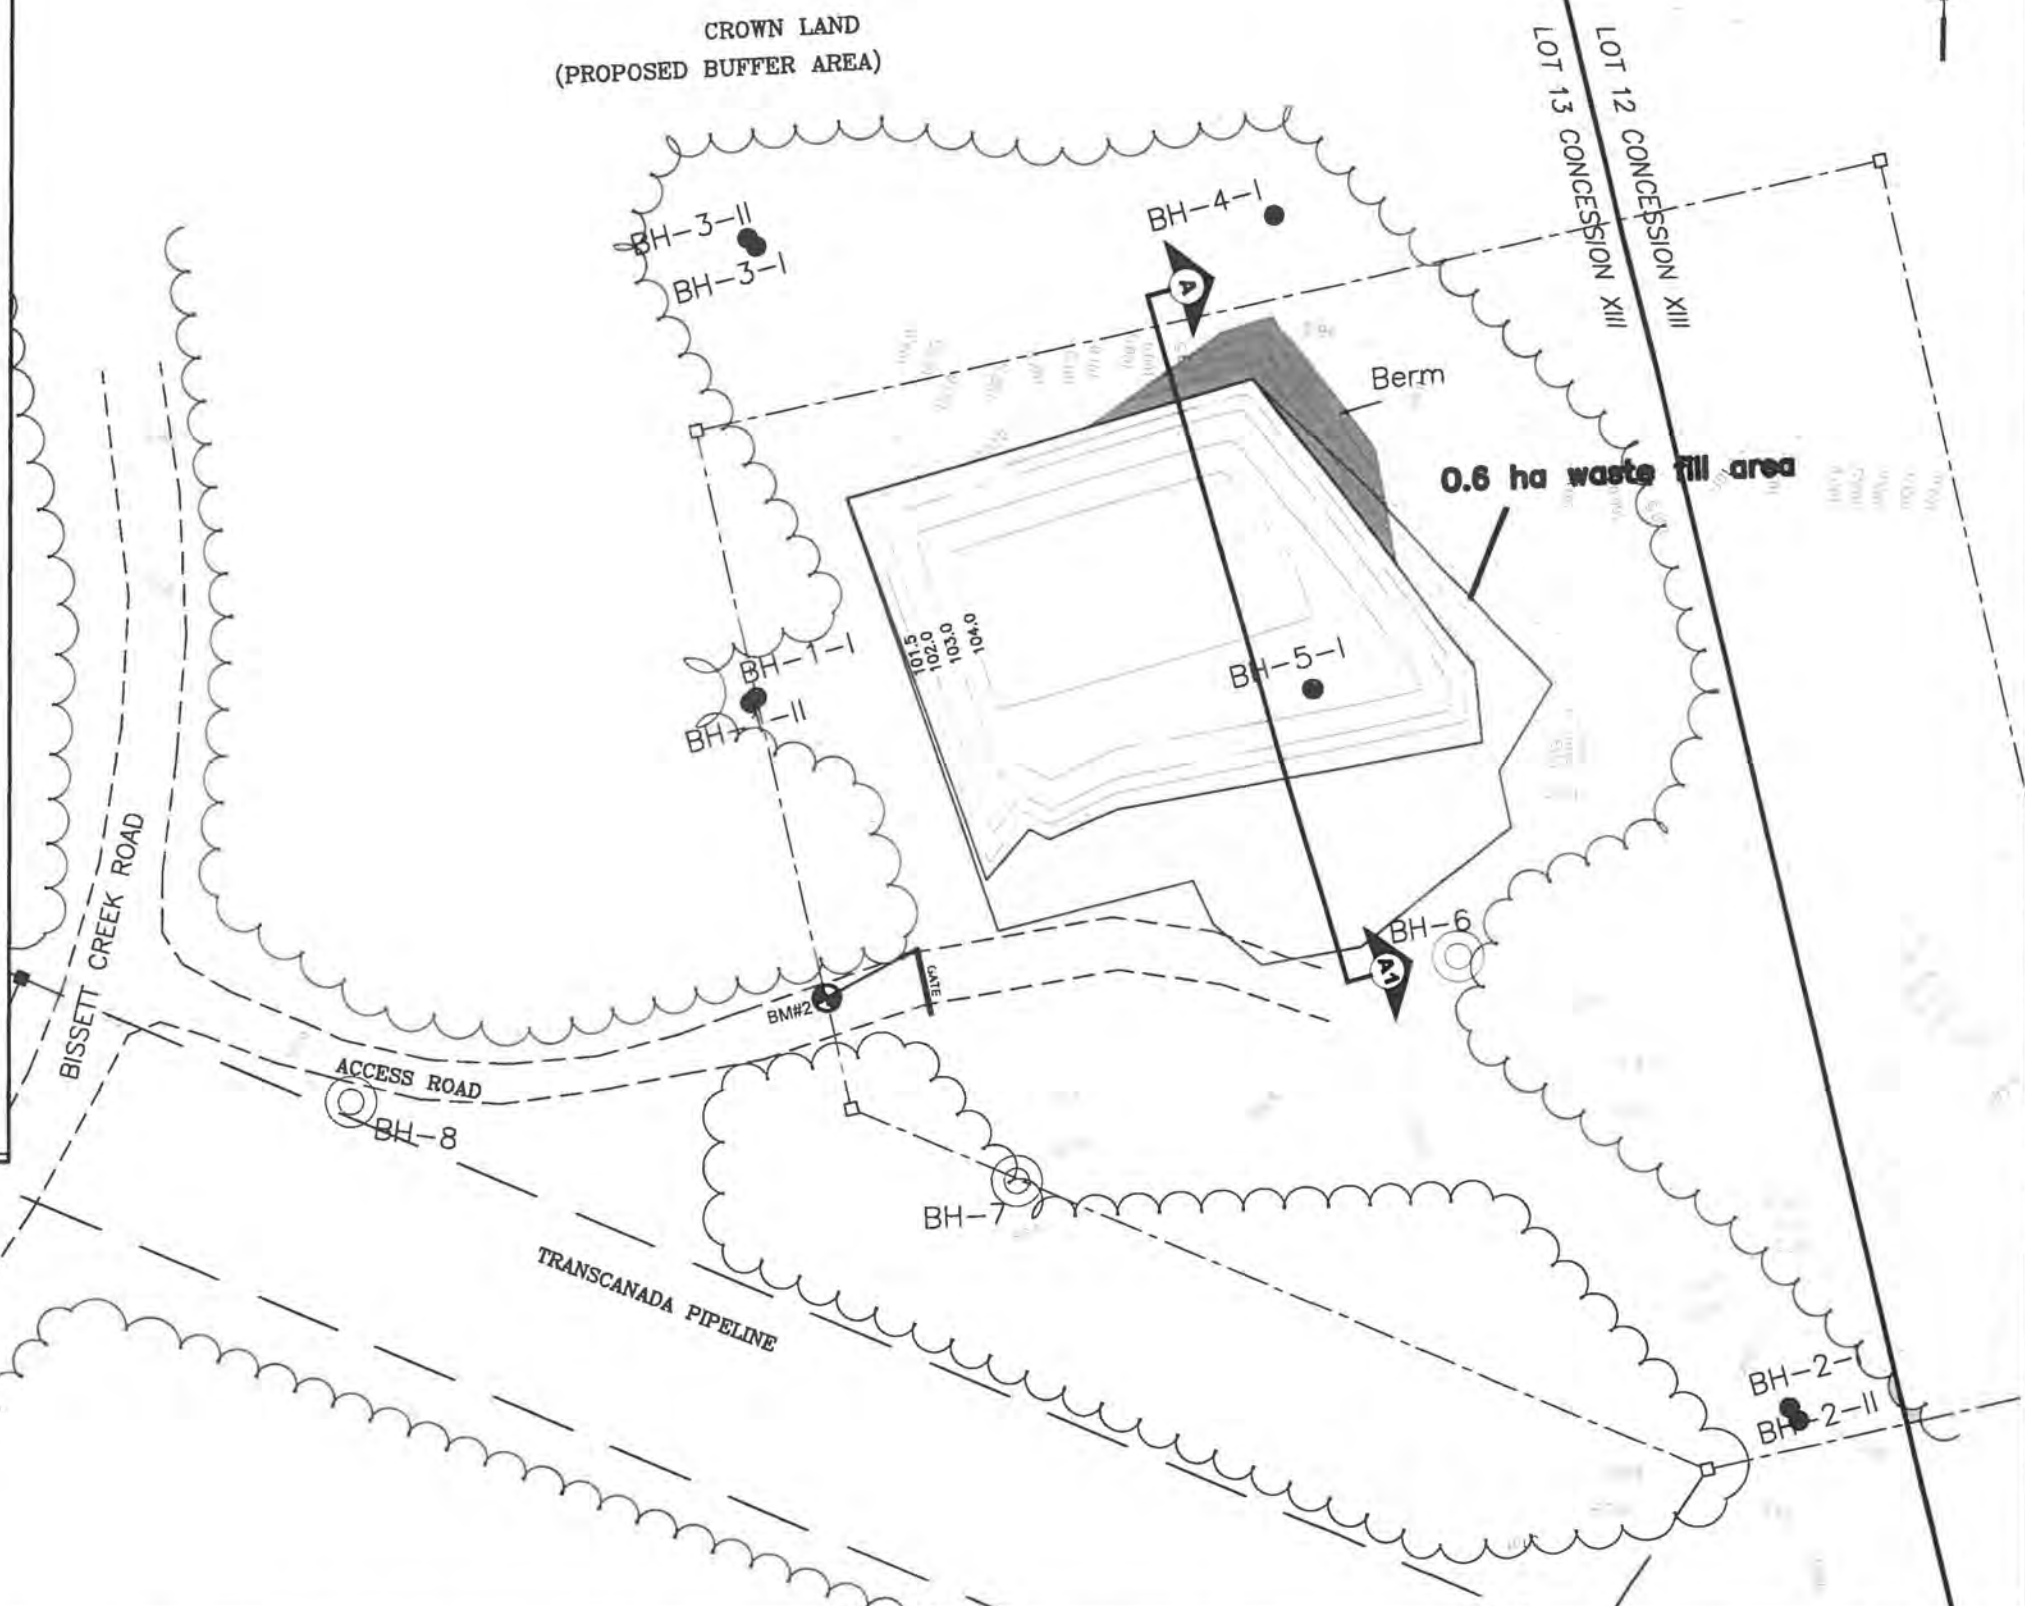 CROWN LAND
(PROPOSED BUFFER AREA)
LOT 13 CONCESSION XIII
LOT 12 CONCESSION XIII
BH-3-II
BH-3-I
BH-4-I
A
Berm
0.6 ha waste fill area
101.5
102.0
103.0
104.0
BH-1-I
BH-1-II
BH-5-I
BISSETT CREEK ROAD
BH-6
A1
GATE
BM#2
ACCESS ROAD
BH-8
BH-7
TRANSCANADA PIPELINE
BH-2-I
BH-2-II